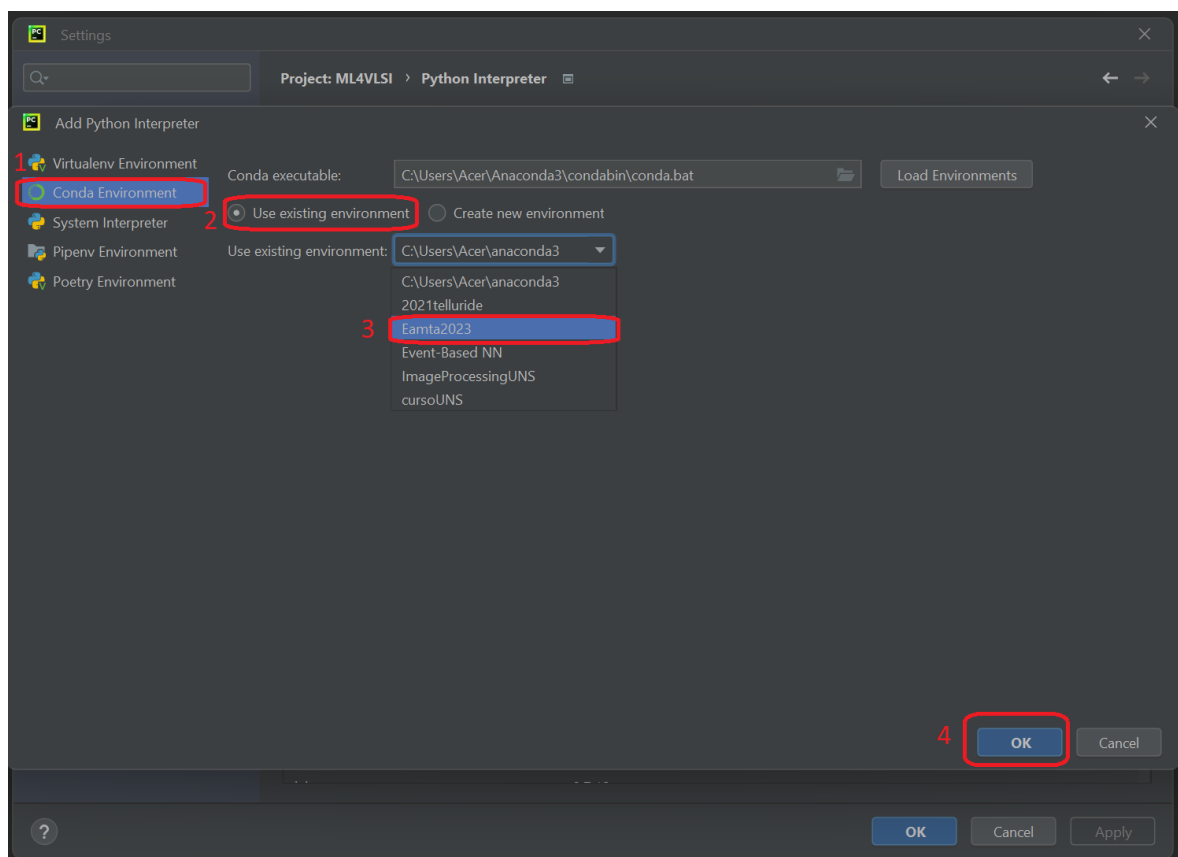 PC Settings
Project: ML4VLSI › Python Interpreter
PC Add Python Interpreter
1 Virtualenv Environment
Conda executable: C:\Users\Acer\Anaconda3\condabin\conda.bat Load Environments
Conda Environment
2 Use existing environment Create new environment
System Interpreter
Pipenv Environment
Use existing environment: C:\Users\Acer\anaconda3
Poetry Environment
C:\Users\Acer\anaconda3
2021telluride
3 Eamta2023
Event-Based NN
ImageProcessingUNS
cursoUNS
4 OK Cancel
? OK Cancel Apply